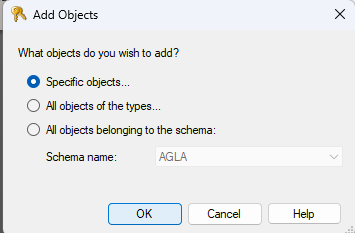 Add Objects
What objects do you wish to add?
Specific objects...
All objects of the types...
All objects belonging to the schema:
Schema name: AGLA
OK Cancel Help